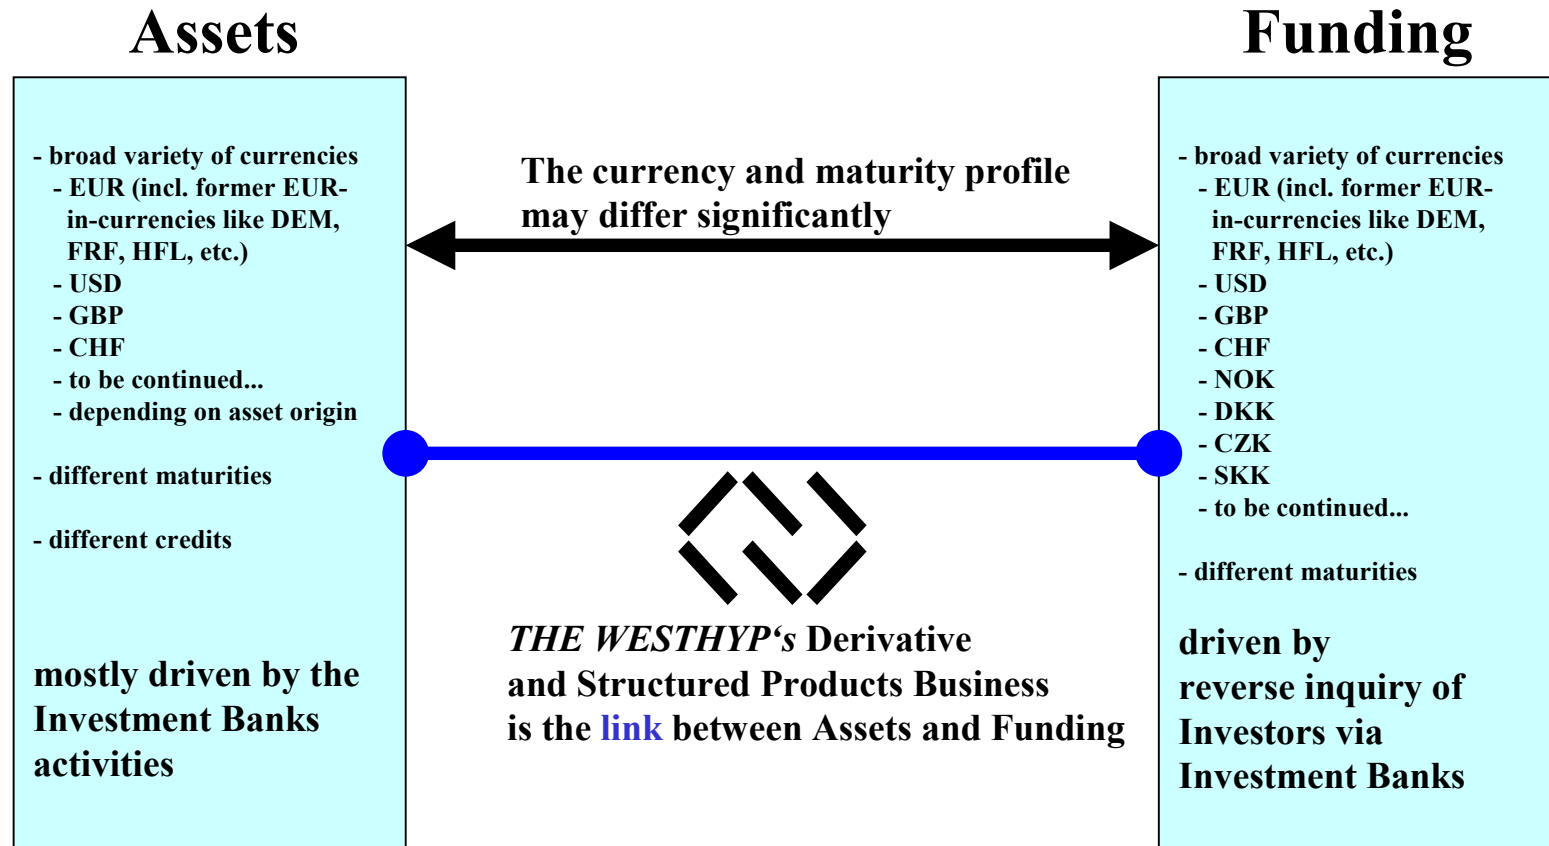 Assets
- broad variety of currencies
- EUR (incl. former EUR-
in-currencies like DEM,
FRF, HFL, etc.)
- USD
- GBP
- CHF
- to be continued...
- depending on asset origin
- different maturities
- different credits
mostly driven by the
Investment Banks
activities
The currency and maturity profile
may differ significantly
THE WESTHYP‘s Derivative
and Structured Products Business
is the link between Assets and Funding
Funding
- broad variety of currencies
- EUR (incl. former EUR-
in-currencies like DEM,
FRF, HFL, etc.)
- USD
- GBP
- CHF
- NOK
- DKK
- CZK
- SKK
- to be continued...
- different maturities
driven by
reverse inquiry of
Investors via
Investment Banks